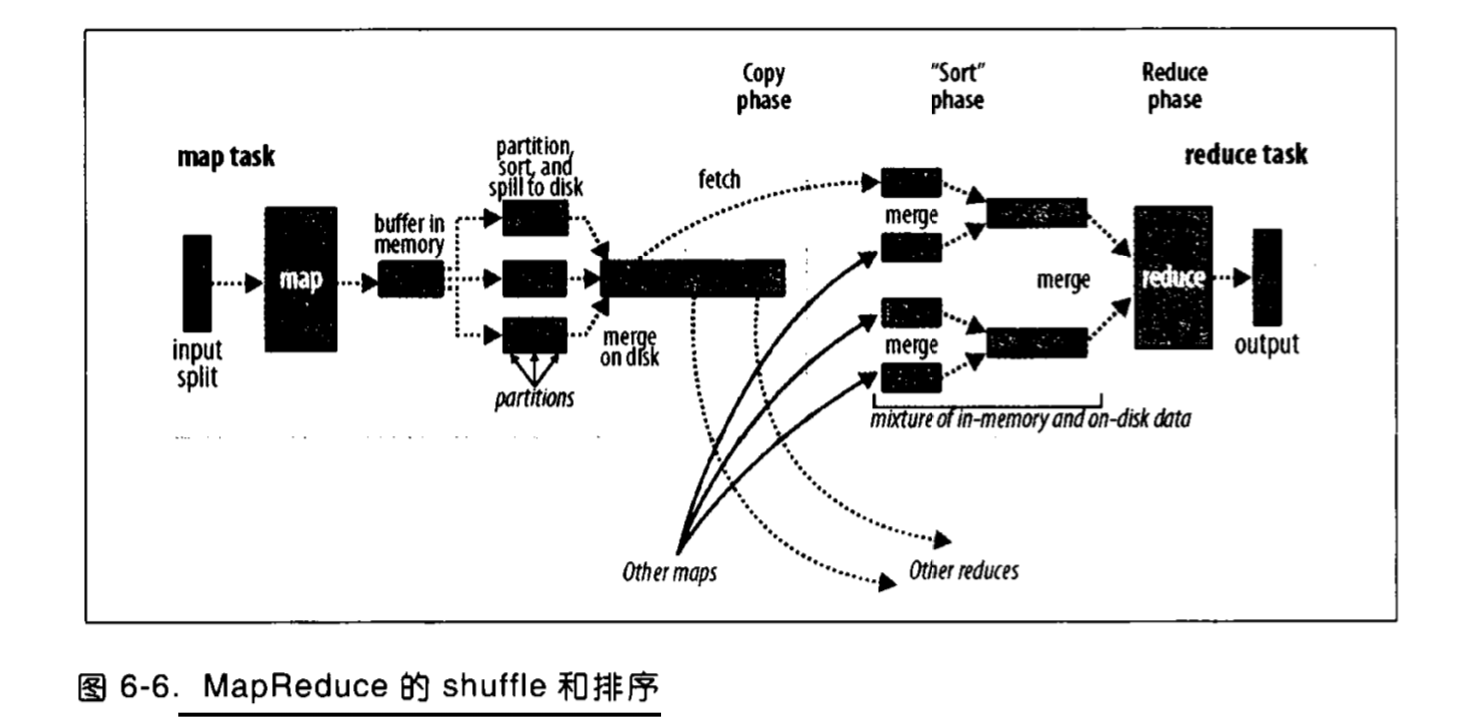 Copy
phase
"Sort"
phase
Reduce
phase
map task
reduce task
partition,
sort, and
spill to disk
fetch
buffer in
memory
merge
map
merge
reduce
input
split
merge
on disk
merge
output
partitions
mixture of in-memory and on-disk data
Other maps
Other reduces
图 6-6. MapReduce 的 shuffle 和排序